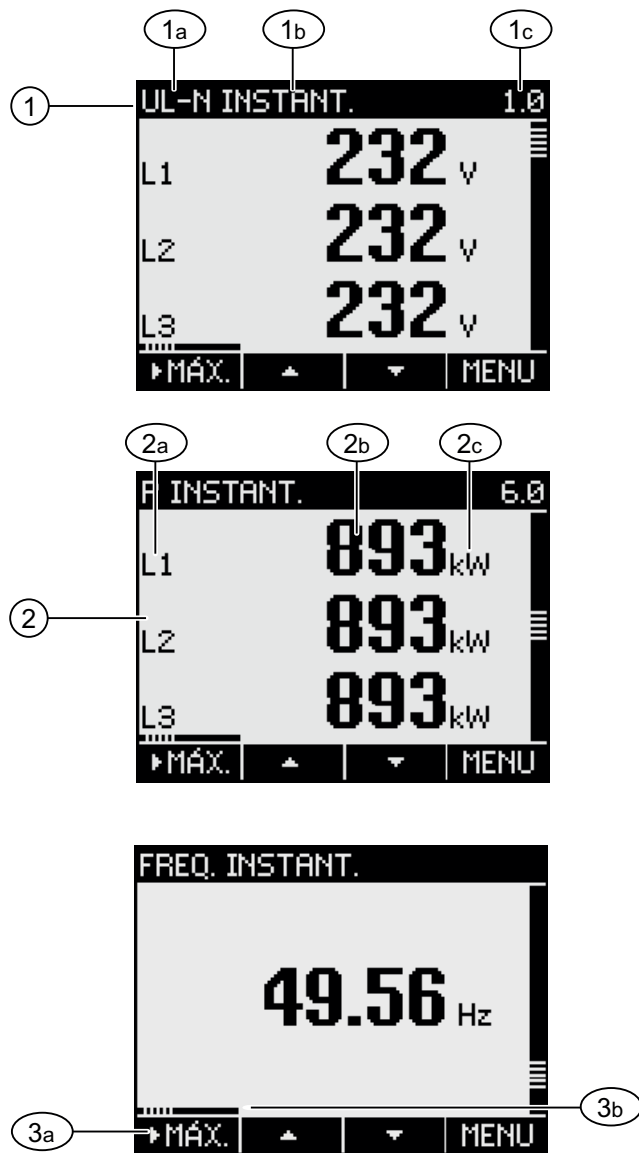 1a 1b 1c
1 UL-N INSTANT. 1.0
L1 232 V
L2 232 V
L3 232 V
MÁX. MENU
2a 2b 2c
P INSTANT. 6.0
L1 893 kW
2
L2 893 kW
L3 893 kW
MÁX. MENU
FREQ. INSTANT.
49.56 Hz
3b
3a MÁX. MENU